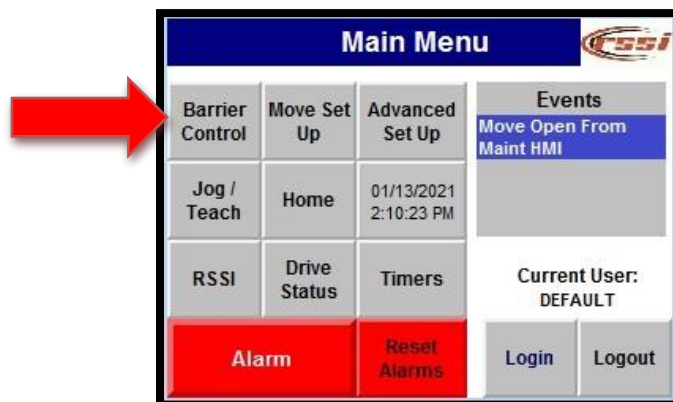 Main Menu
rssi
Barrier
Control
Move Set
Up
Advanced
Set Up
Events
Move Open From
Maint HMI
Jog /
Teach
Home
01/13/2021
2:10:23 PM
RSSI
Drive
Status
Timers
Current User:
DEFAULT
Alarm
Reset
Alarms
Login
Logout